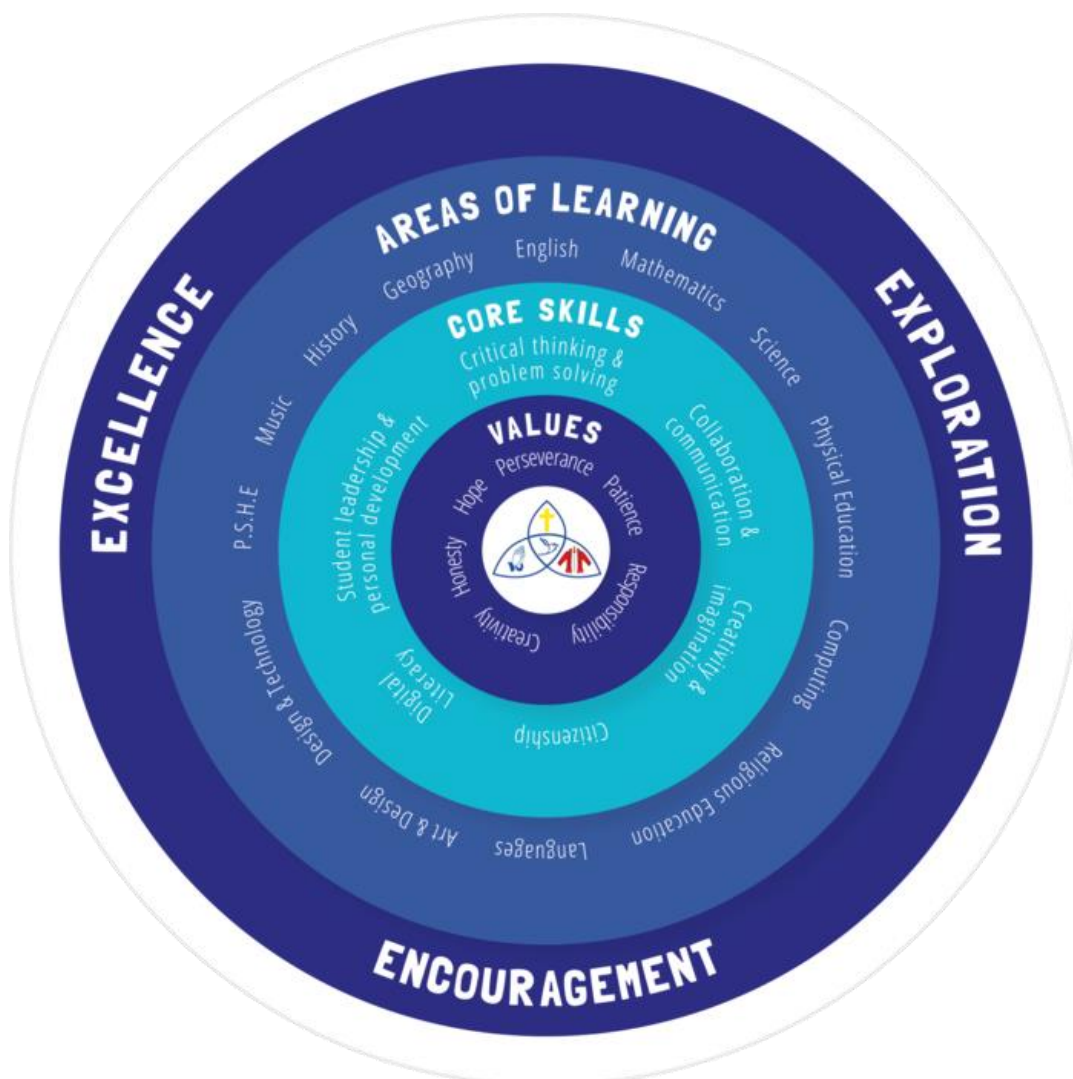 EXCELLENCE
EXPLORATION
ENCOURAGEMENT
AREAS OF LEARNING
English
Mathematics
Science
Physical Education
Computing
Religious Education
Languages
Art & Design
Design & Technology
P.S.H.E
Music
History
Geography
CORE SKILLS
Critical thinking &
problem solving
Collaboration &
communication
Creativity &
imagination
Citizenship
Digital
Literacy
Student leadership &
personal development
VALUES
Perseverance
Patience
Responsibility
Creativity
Honesty
Hope